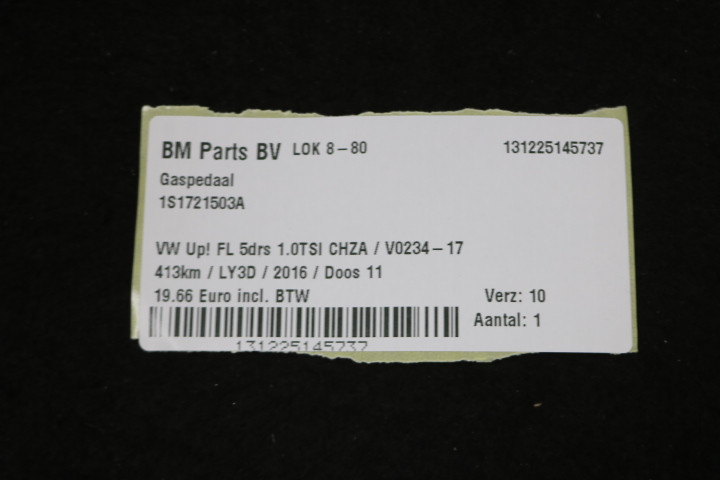 BM Parts BV LOK 8-80 131225145737
Gaspedaal
1S1721503A
VW Up! FL 5drs 1.0TSI CHZA / V0234-17
413km / LY3D / 2016 / Doos 11
19.66 Euro incl. BTW Verz: 10
Aantal: 1
131225145737